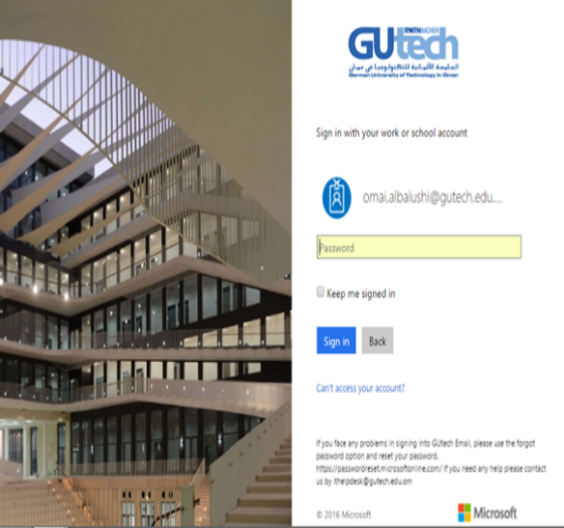 GUtech
RWTH AACHEN
الجامعة الألمانية للتكنولوجيا في عمان
German University of Technology in Oman
Sign in with your work or school account
omai.albalushi@gutech.edu....
Password
Keep me signed in
Sign in
Back
Can't access your account?
If you face any problems in signing into GUtech Email, please use the forgot
password option and reset your password.
https://passwordreset.microsoftonline.com/ If you need any help please contact
us by ithelpdesk@gutech.edu.om
© 2016 Microsoft
Microsoft